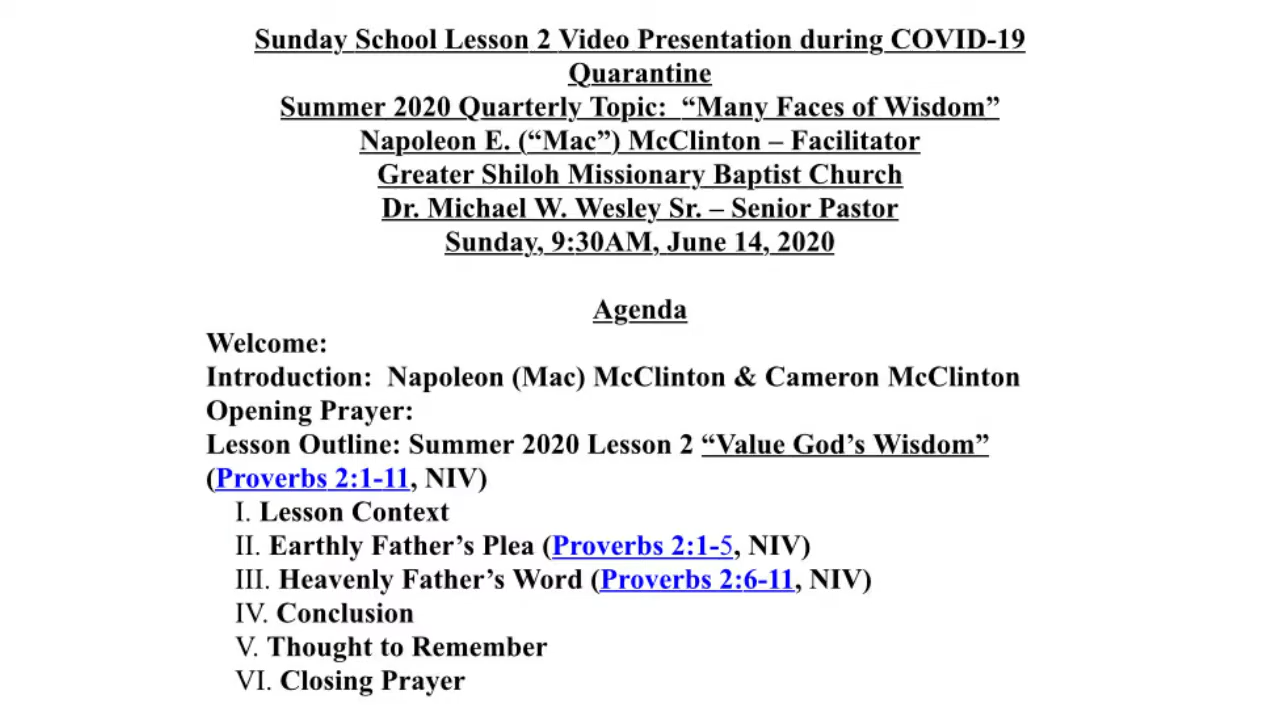 Sunday School Lesson 2 Video Presentation during COVID-19
Quarantine
Summer 2020 Quarterly Topic:  “Many Faces of Wisdom”
Napoleon E. (“Mac”) McClinton – Facilitator
Greater Shiloh Missionary Baptist Church
Dr. Michael W. Wesley Sr. – Senior Pastor
Sunday, 9:30AM, June 14, 2020
Agenda
Welcome:
Introduction:  Napoleon (Mac) McClinton & Cameron McClinton
Opening Prayer:
Lesson Outline: Summer 2020 Lesson 2 “Value God’s Wisdom”
(Proverbs 2:1-11, NIV)
I. Lesson Context
II. Earthly Father’s Plea (Proverbs 2:1-5, NIV)
III. Heavenly Father’s Word (Proverbs 2:6-11, NIV)
IV. Conclusion
V. Thought to Remember
VI. Closing Prayer